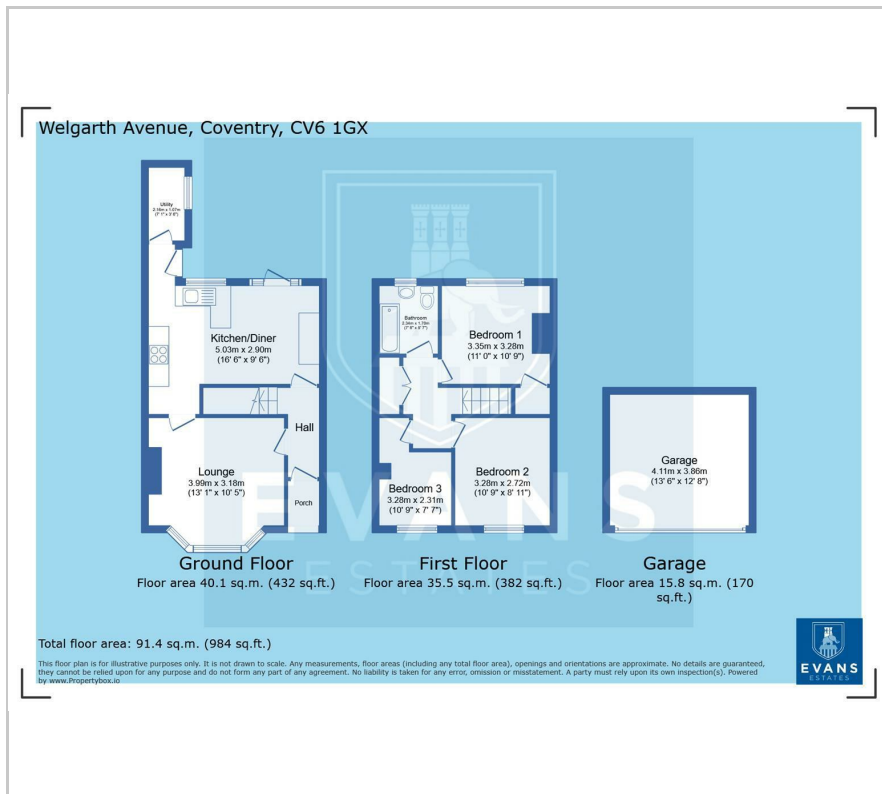 Welgarth Avenue, Coventry, CV6 1GX
Utility
Kitchen/Diner
5.03m x 2.90m
(16' 6" x 9' 6")
Hall
Lounge
3.99m x 3.18m
(13' 1" x 10' 5")
Porch
Bathroom
Bedroom 1
3.35m x 3.28m
(11' 0" x 10' 9")
Bedroom 2
3.28m x 2.72m
(10' 9" x 8' 11")
Bedroom 3
3.28m x 2.31m
(10' 9" x 7' 7")
Garage
4.11m x 3.86m
(13' 6" x 12' 8")
EVANS
ESTATES
Ground Floor
Floor area 40.1 sq.m. (432 sq.ft.)
First Floor
Floor area 35.5 sq.m. (382 sq.ft.)
Garage
Floor area 15.8 sq.m. (170
sq.ft.)
Total floor area: 91.4 sq.m. (984 sq.ft.)
This floor plan is for illustrative purposes only. It is not drawn to scale. Any measurements, floor areas (including any total floor area), openings and orientations are approximate. No details are guaranteed,
they cannot be relied upon for any purpose and do not form any part of any agreement. No liability is taken for any error, omission or misstatement. A party must rely upon its own inspection(s). Powered
by www.Propertybox.io
EVANS
ESTATES